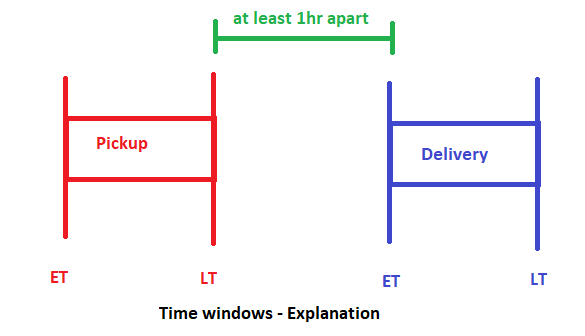 at least 1hr apart
Pickup
Delivery
ET
LT
ET
LT
Time windows - Explanation